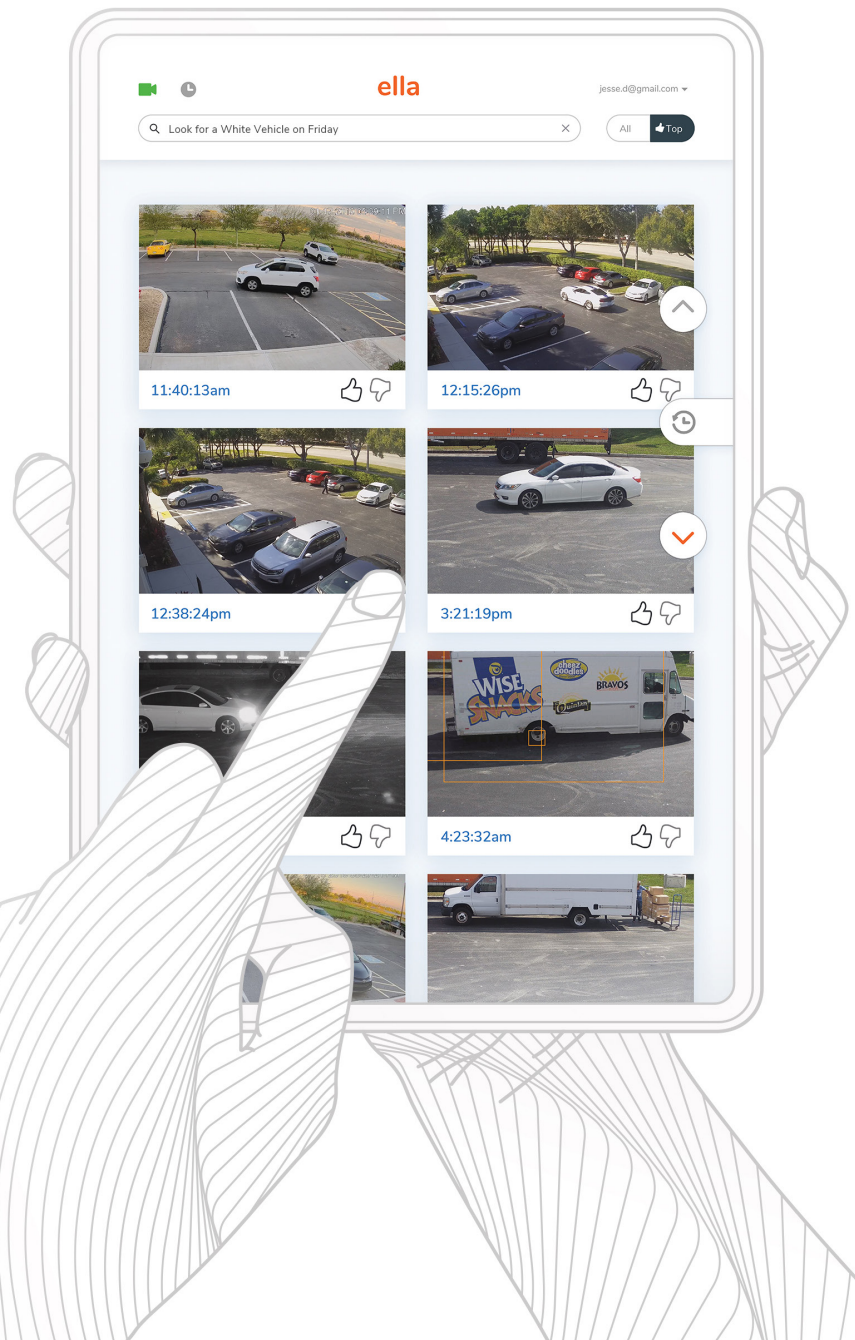 ella
jesse.d@gmail.com
Look for a White Vehicle on Friday
All
Top
11:40:13am
12:15:26pm
12:38:24pm
3:21:19pm
WISE
SNACKS
cheez
doodles
BRAVOS
Quinlan
4:23:32am